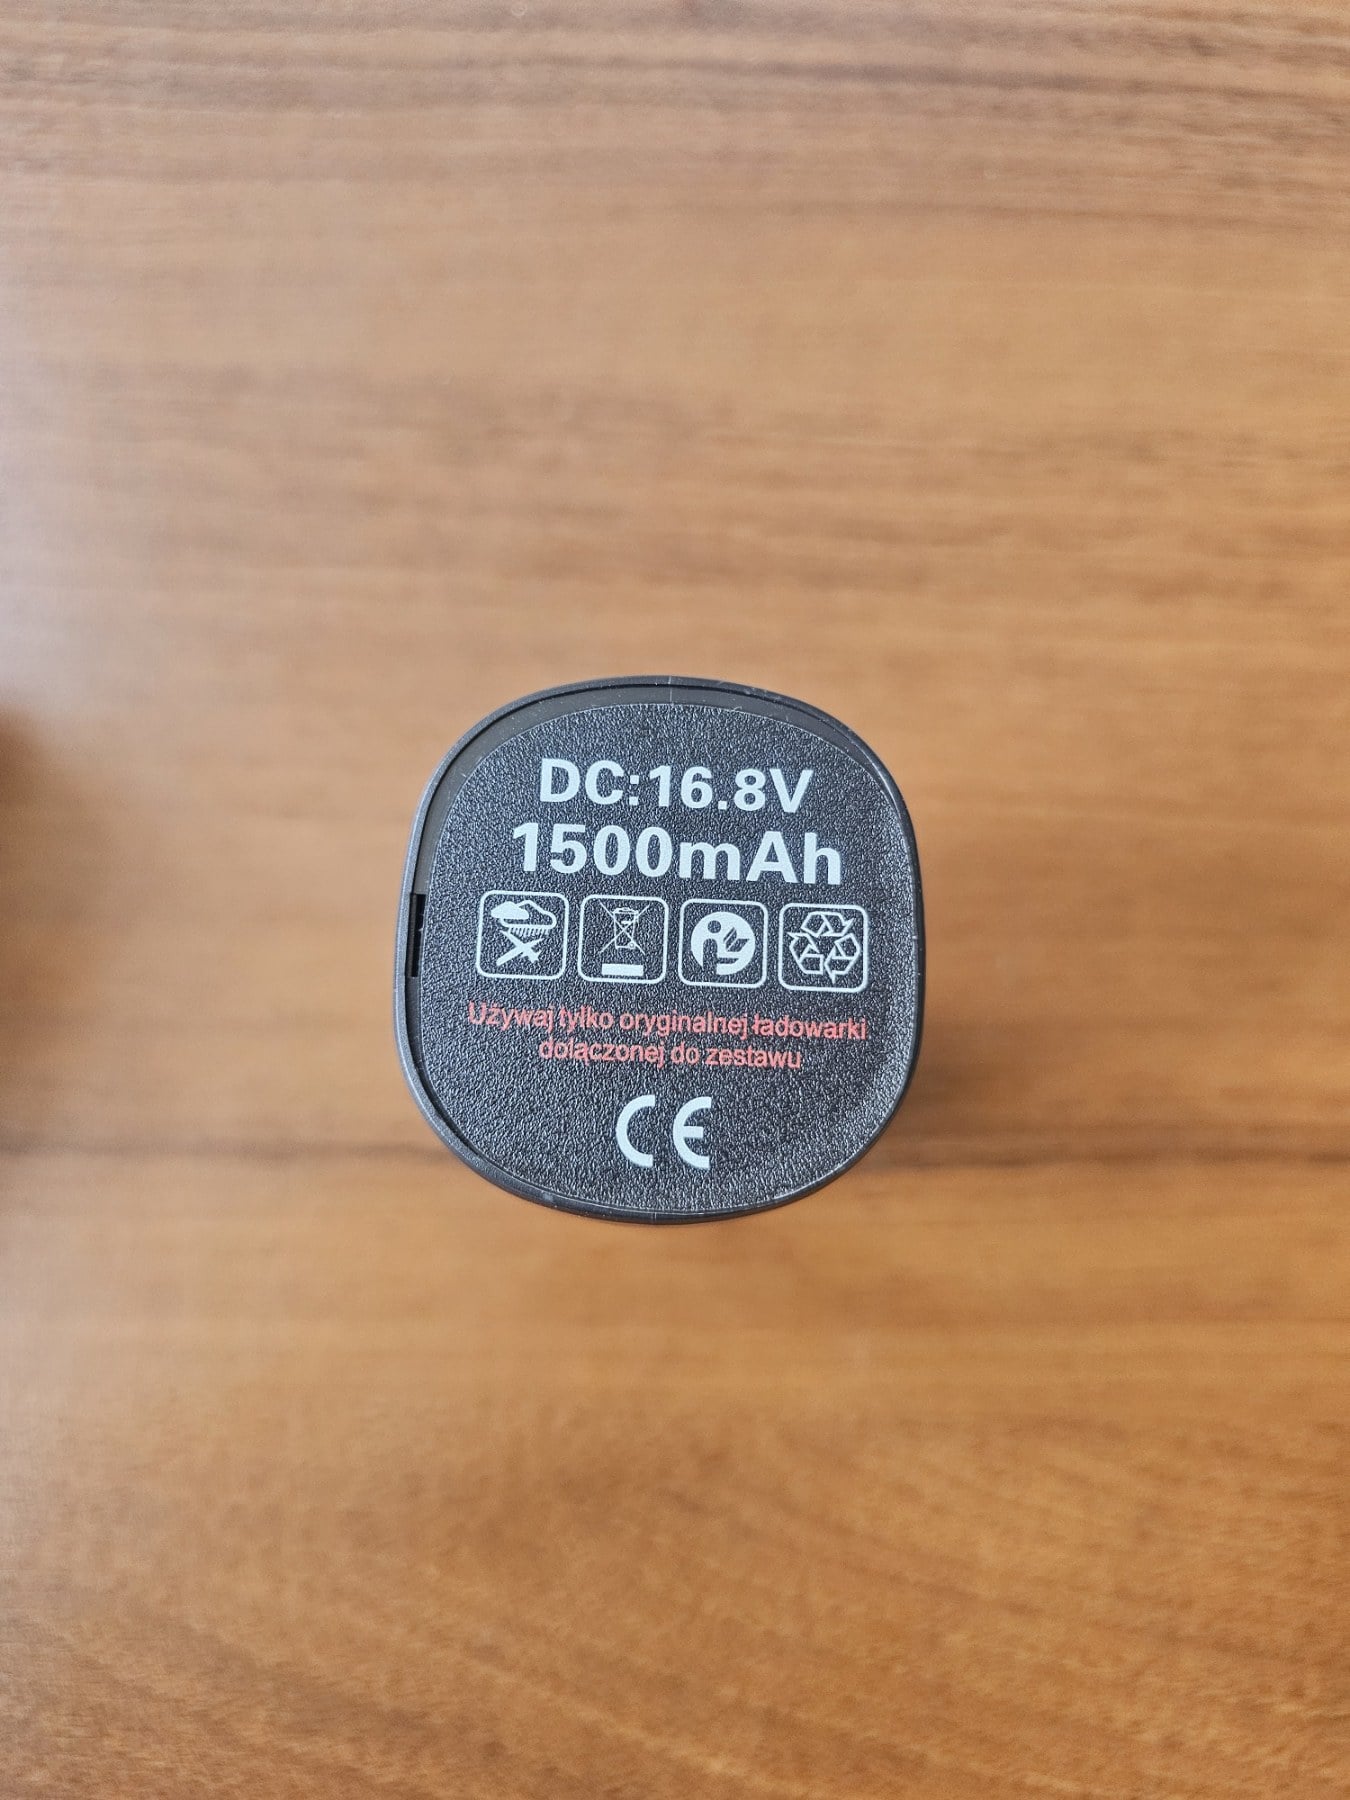 DC:16.8V
1500mAh
Używaj tylko oryginalnej ładowarki
dołączonej do zestawu
CE